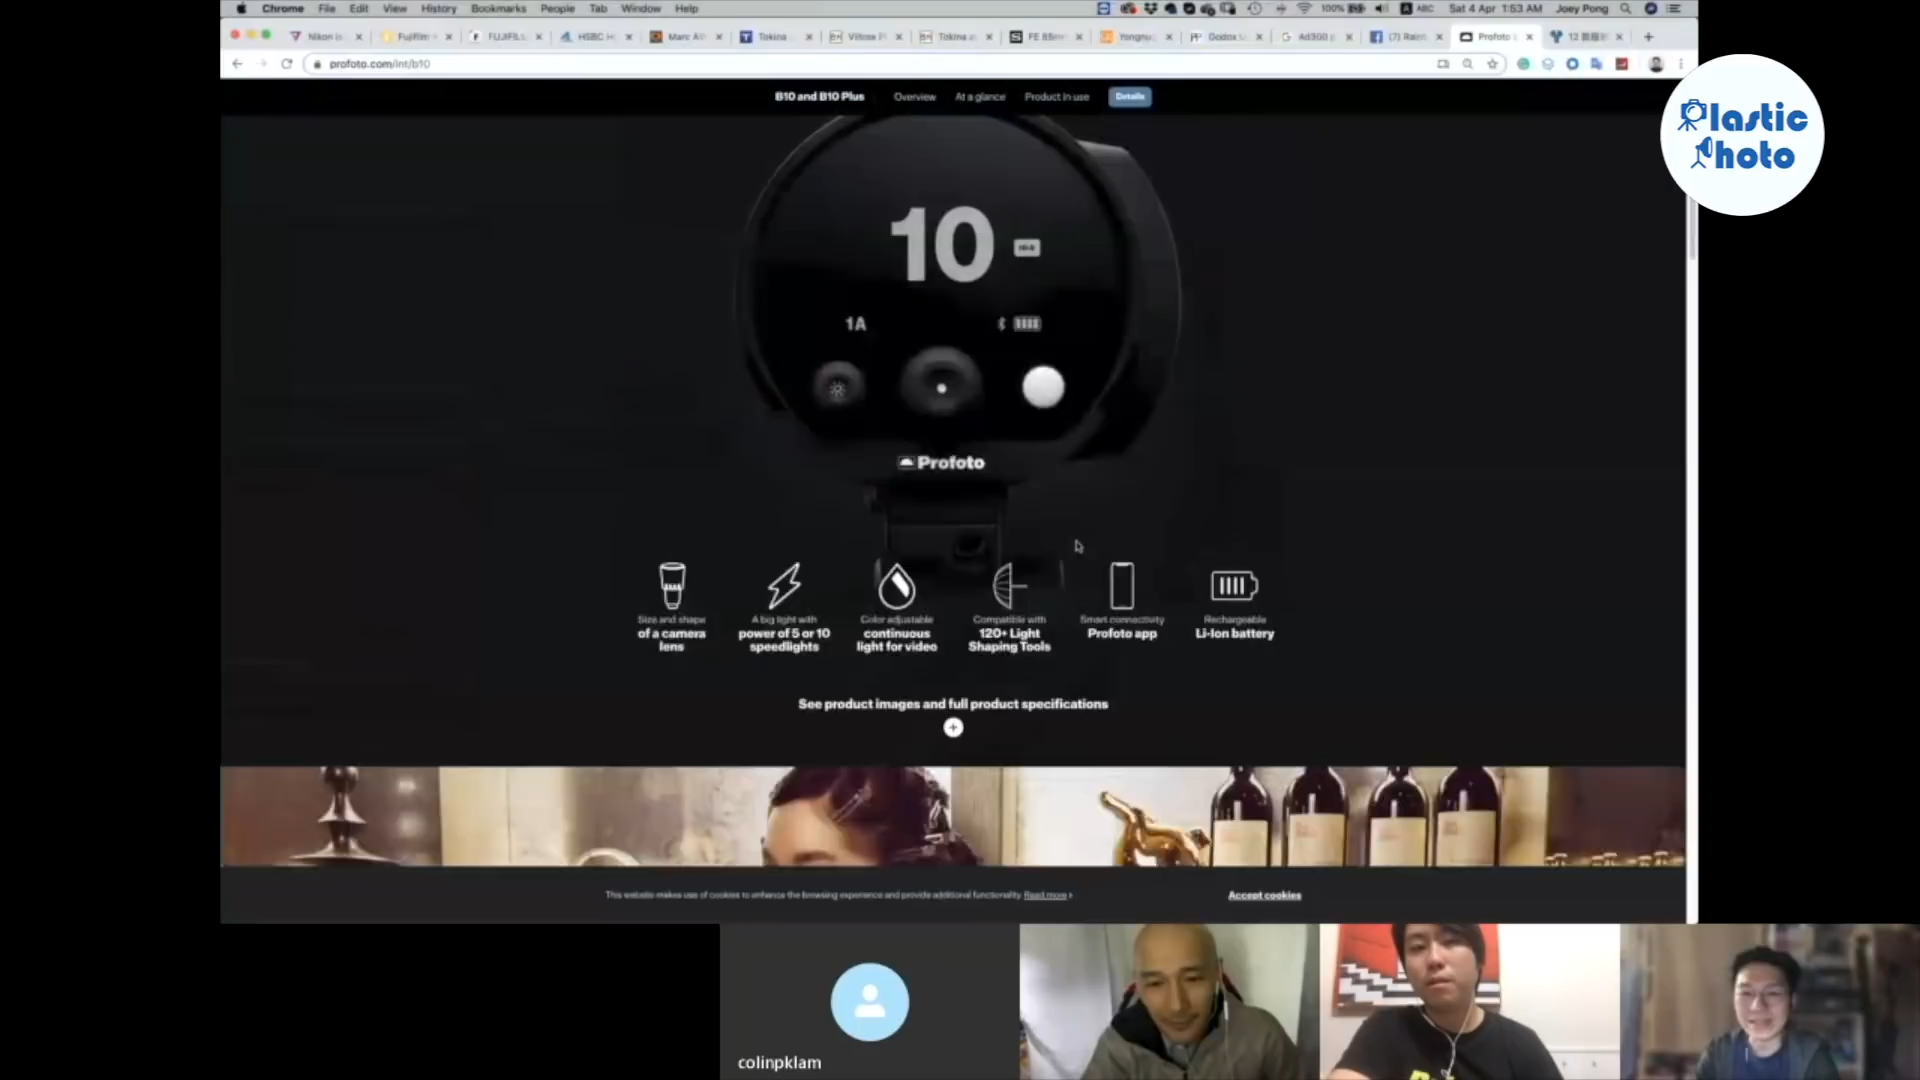 Chrome File Edit View History Bookmarks People Tab Window Help
100% ABC Sat 4 Apr 1:53 AM Joey Pong
Nikon is Fujifilm FUJIFIL HSBC Marc Tokina Viltrox Tokina FE 85m Yongnu Godox Ad300 (7) Profoto 12
profoto.com/int/b10
B10 and B10 Plus Overview At a glance Product in use Details
Plastic
Photo
10
1A
Profoto
Size and shape
of a camera
lens
A big light with
power of 5 or 10
speedlights
Color adjustable
continuous
light for video
Compatible with
120+ Light
Shaping Tools
Smart connectivity
Profoto app
Rechargeable
Li-Ion battery
See product images and full product specifications
This website makes use of cookies to enhance the browsing experience and provide additional functionality. Read more › Accept cookies
colinpklam